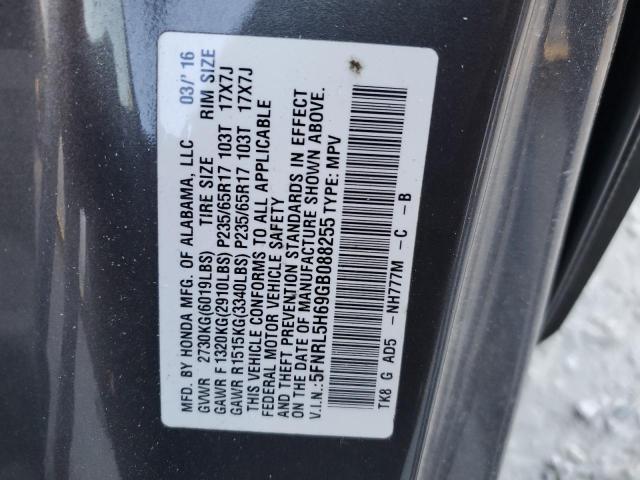 MFD. BY HONDA MFG. OF ALABAMA, LLC 03/'16
GVWR 2730KG(6019LBS) TIRE SIZE RIM SIZE
GAWR F 1320KG(2910LBS) P235/65R17 103T 17X7J
GAWR R1515KG(3340LBS) P235/65R17 103T 17X7J
THIS VEHICLE CONFORMS TO ALL APPLICABLE
FEDERAL MOTOR VEHICLE SAFETY
AND THEFT PREVENTION STANDARDS IN EFFECT
ON THE DATE OF MANUFACTURE SHOWN ABOVE.
V.I.N.: 5FNRL5H69GB088255 TYPE: MPV
TK8 G AD5 -NH777M - C - B